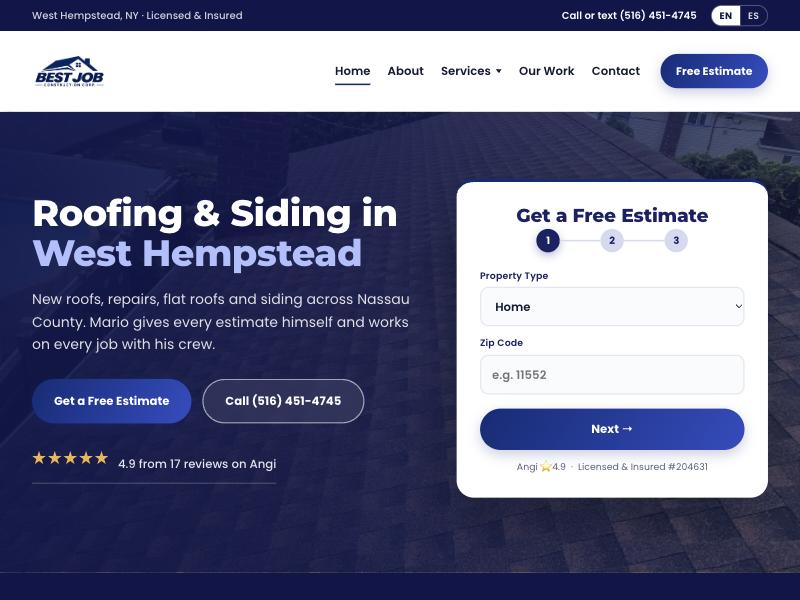 West Hempstead, NY · Licensed & Insured
Call or text (516) 451-4745
EN ES
BEST JOB
CONSTRUCTION CORP.
Home About Services Our Work Contact Free Estimate
Roofing & Siding in
West Hempstead
New roofs, repairs, flat roofs and siding across Nassau
County. Mario gives every estimate himself and works
on every job with his crew.
Get a Free Estimate
Call (516) 451-4745
★★★★★ 4.9 from 17 reviews on Angi
Get a Free Estimate
1 2 3
Property Type
Home
Zip Code
e.g. 11552
Next →
Angi ⭐4.9 · Licensed & Insured #204631